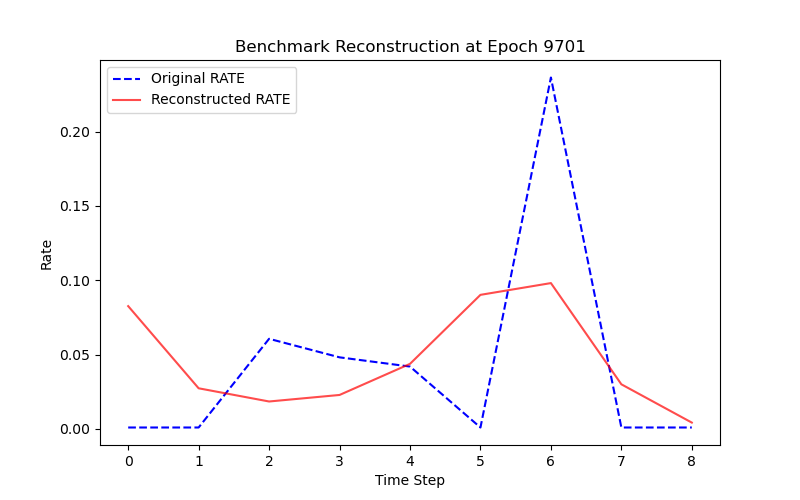 Benchmark Reconstruction at Epoch 9701
Original RATE
Reconstructed RATE
0.20
0.15
0.10
0.05
0.00
Rate
0 1 2 3 4 5 6 7 8
Time Step